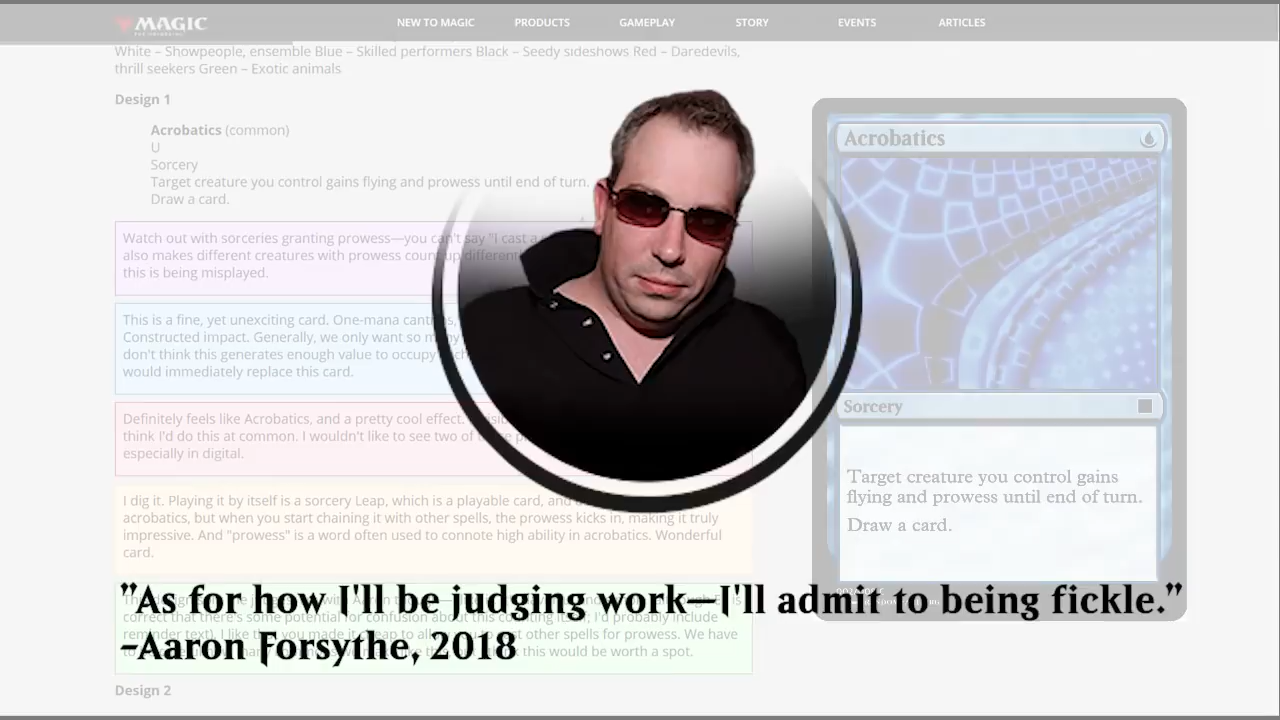 MAGIC
NEW TO MAGIC PRODUCTS GAMEPLAY STORY EVENTS ARTICLES
White – Showpeople, ensemble Blue – Skilled performers Black – Seedy sideshows Red – Daredevils,
thrill seekers Green – Exotic animals
Design 1
Acrobatics (common)
U
Sorcery
Target creature you control gains flying and prowess until end of turn.
Draw a card.
Watch out with sorceries granting prowess—you can't say "I cast a
also makes different creatures with prowess count up
this is being misplayed.
This is a fine, yet unexciting card. One-mana
Constructed impact. Generally, we only want so many
don't think this generates enough value to occupy
would immediately replace this card.
Definitely feels like Acrobatics, and a pretty cool effect.
think I'd do this at common. I wouldn't like to see two of
especially in digital.
I dig it. Playing it by itself is a sorcery Leap, which is a playable card, and
acrobatics, but when you start chaining it with other spells, the prowess kicks in, making it truly
impressive. And "prowess" is a word often used to connote high ability in acrobatics. Wonderful
card.
correct that there's some potential for confusion about this counting itself; I'd probably include
reminder text). I like that you made it cheap to other spells for prowess. We have
this would be worth a spot.
Design 2
Acrobatics
Sorcery
Target creature you control gains
flying and prowess until end of turn.
Draw a card.
"As for how I'll be judging work—I'll admit to being fickle."
-Aaron Forsythe, 2018